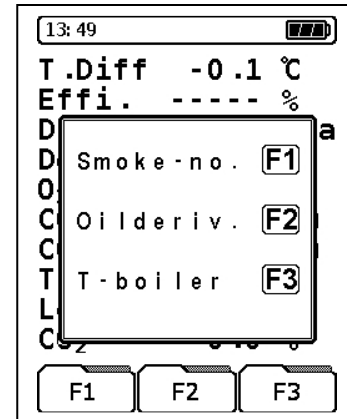 13:49
T.Diff -0.1 °C
Effi. ----- %
D a
D
Smoke-no. F1
O
C
Oilderiv. F2
C
T
T-boiler F3
L
F1 F2 F3